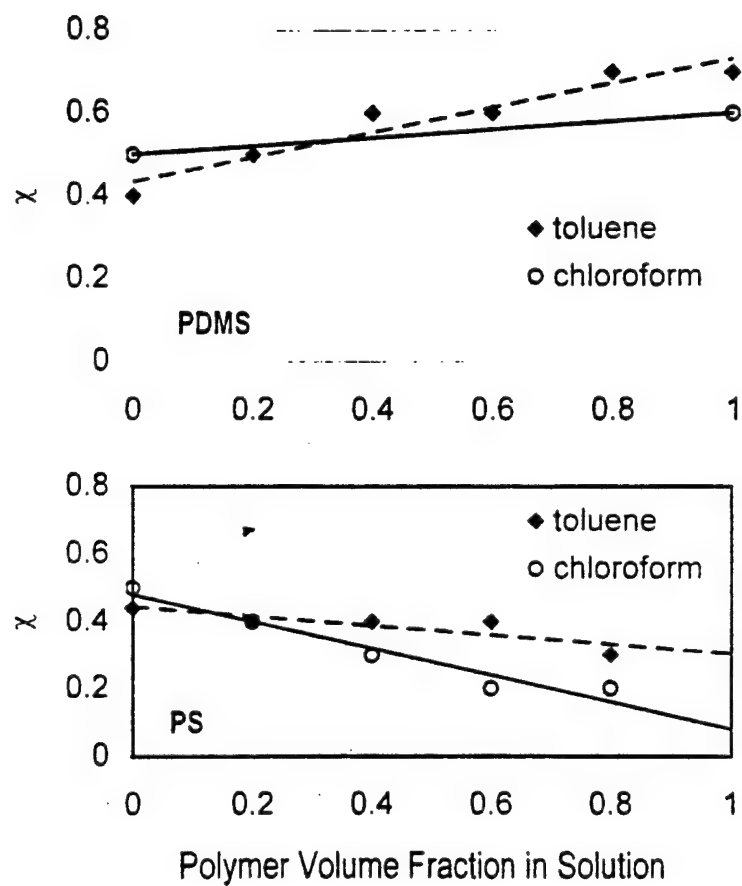 0.8
0.6
0.4
0.2
0
χ
toluene
chloroform
PDMS
0 0.2 0.4 0.6 0.8 1
0.8
0.6
0.4
0.2
0
χ
toluene
chloroform
PS
0 0.2 0.4 0.6 0.8 1
Polymer Volume Fraction in Solution